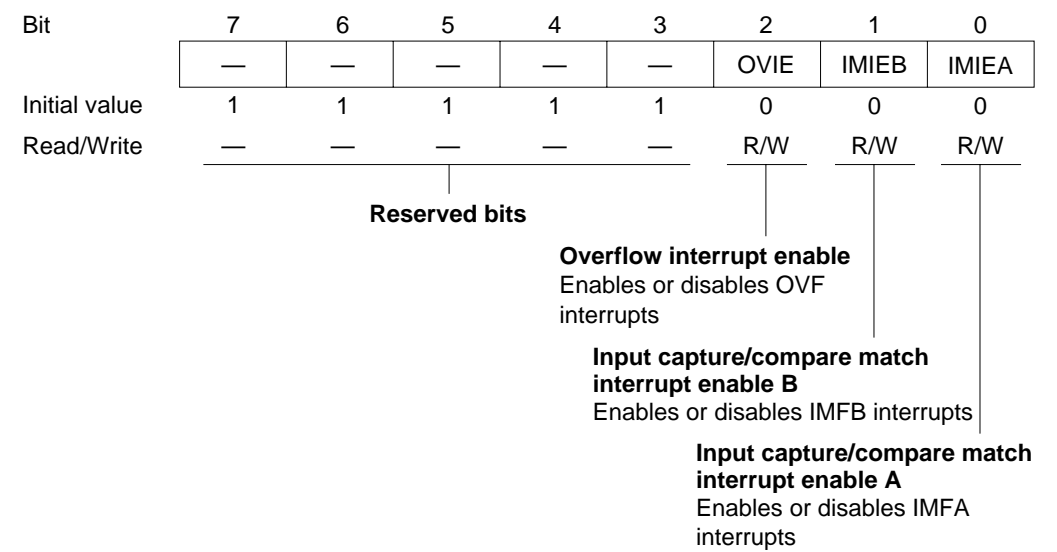 Bit 7 6 5 4 3 2 1 0
— — — — — OVIE IMIEB IMIEA
Initial value 1 1 1 1 1 0 0 0
Read/Write — — — — — R/W R/W R/W
Reserved bits
Overflow interrupt enable
Enables or disables OVF
interrupts
Input capture/compare match
interrupt enable B
Enables or disables IMFB interrupts
Input capture/compare match
interrupt enable A
Enables or disables IMFA
interrupts